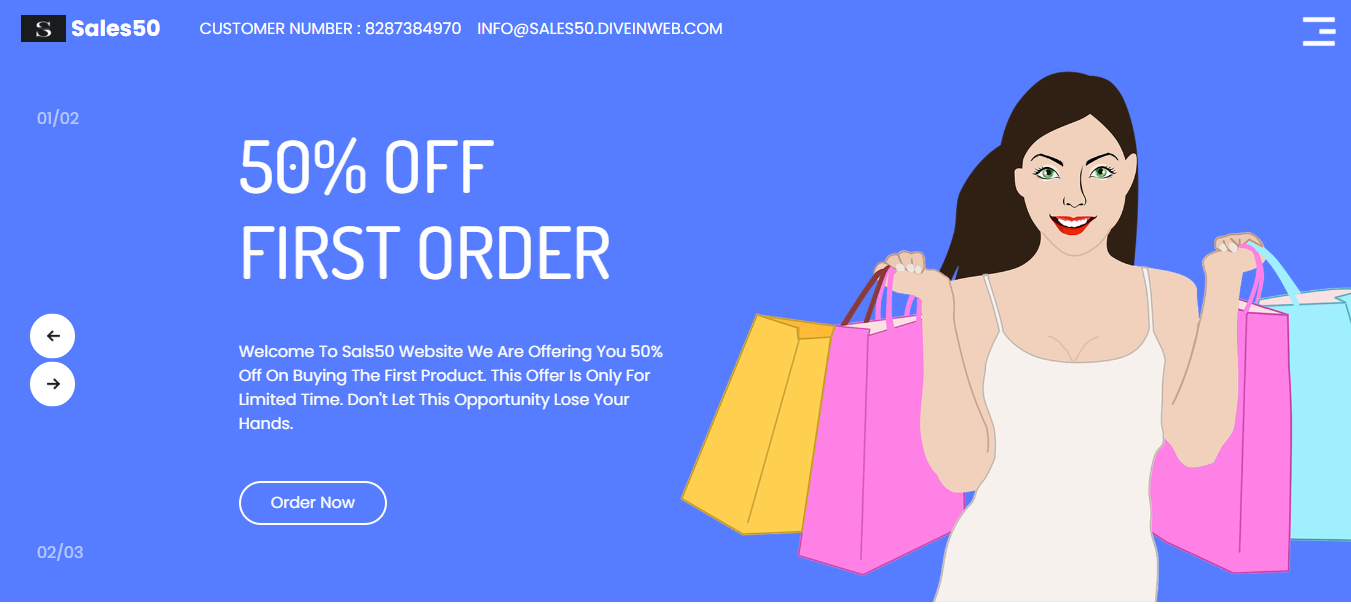 S Sales50 CUSTOMER NUMBER : 8287384970 INFO@SALES50.DIVEINWEB.COM
01/02
50% OFF
FIRST ORDER
Welcome To Sals50 Website We Are Offering You 50%
Off On Buying The First Product. This Offer Is Only For
Limited Time. Don't Let This Opportunity Lose Your
Hands.
Order Now
02/03